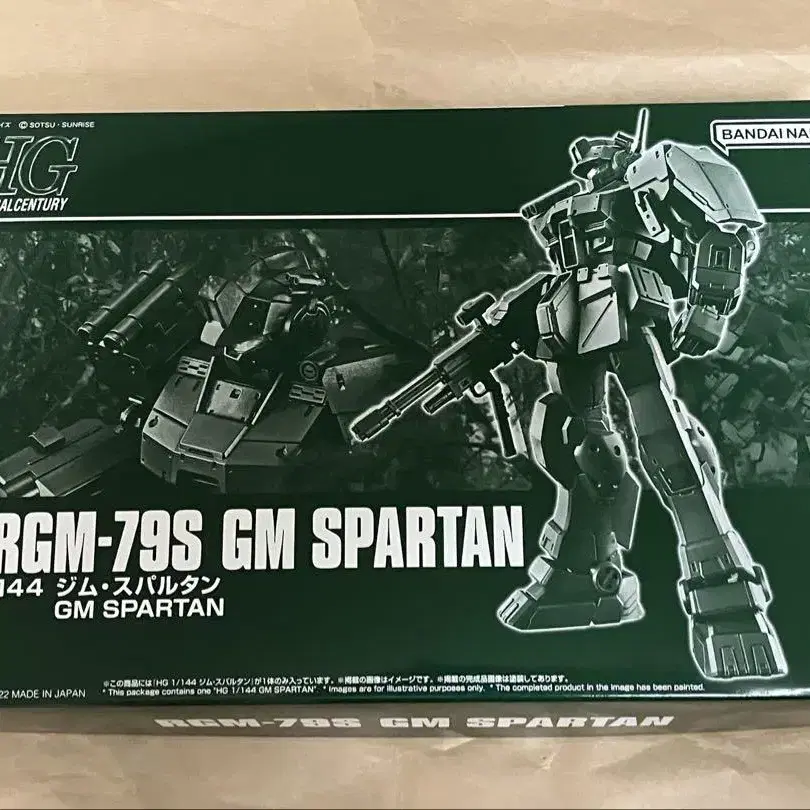 イズ ©SOTSU・SUNRISE
HG
ALCENTURY
BANDAI NA
RGM-79S GM SPARTAN
144 ジム・スパルタン
GM SPARTAN
※この商品には「HG 1/144 ジム・スパルタン」が1体のみ入っています。 ※掲載の画像はイメージです。 ※掲載の完成品画像は塗装してあります。
* This package contains one "HG 1/144 GM SPARTAN". * Images are for illustrative purposes only. * The completed product in the image has been painted.
22 MADE IN JAPAN
RGM-79S GM SPARTAN